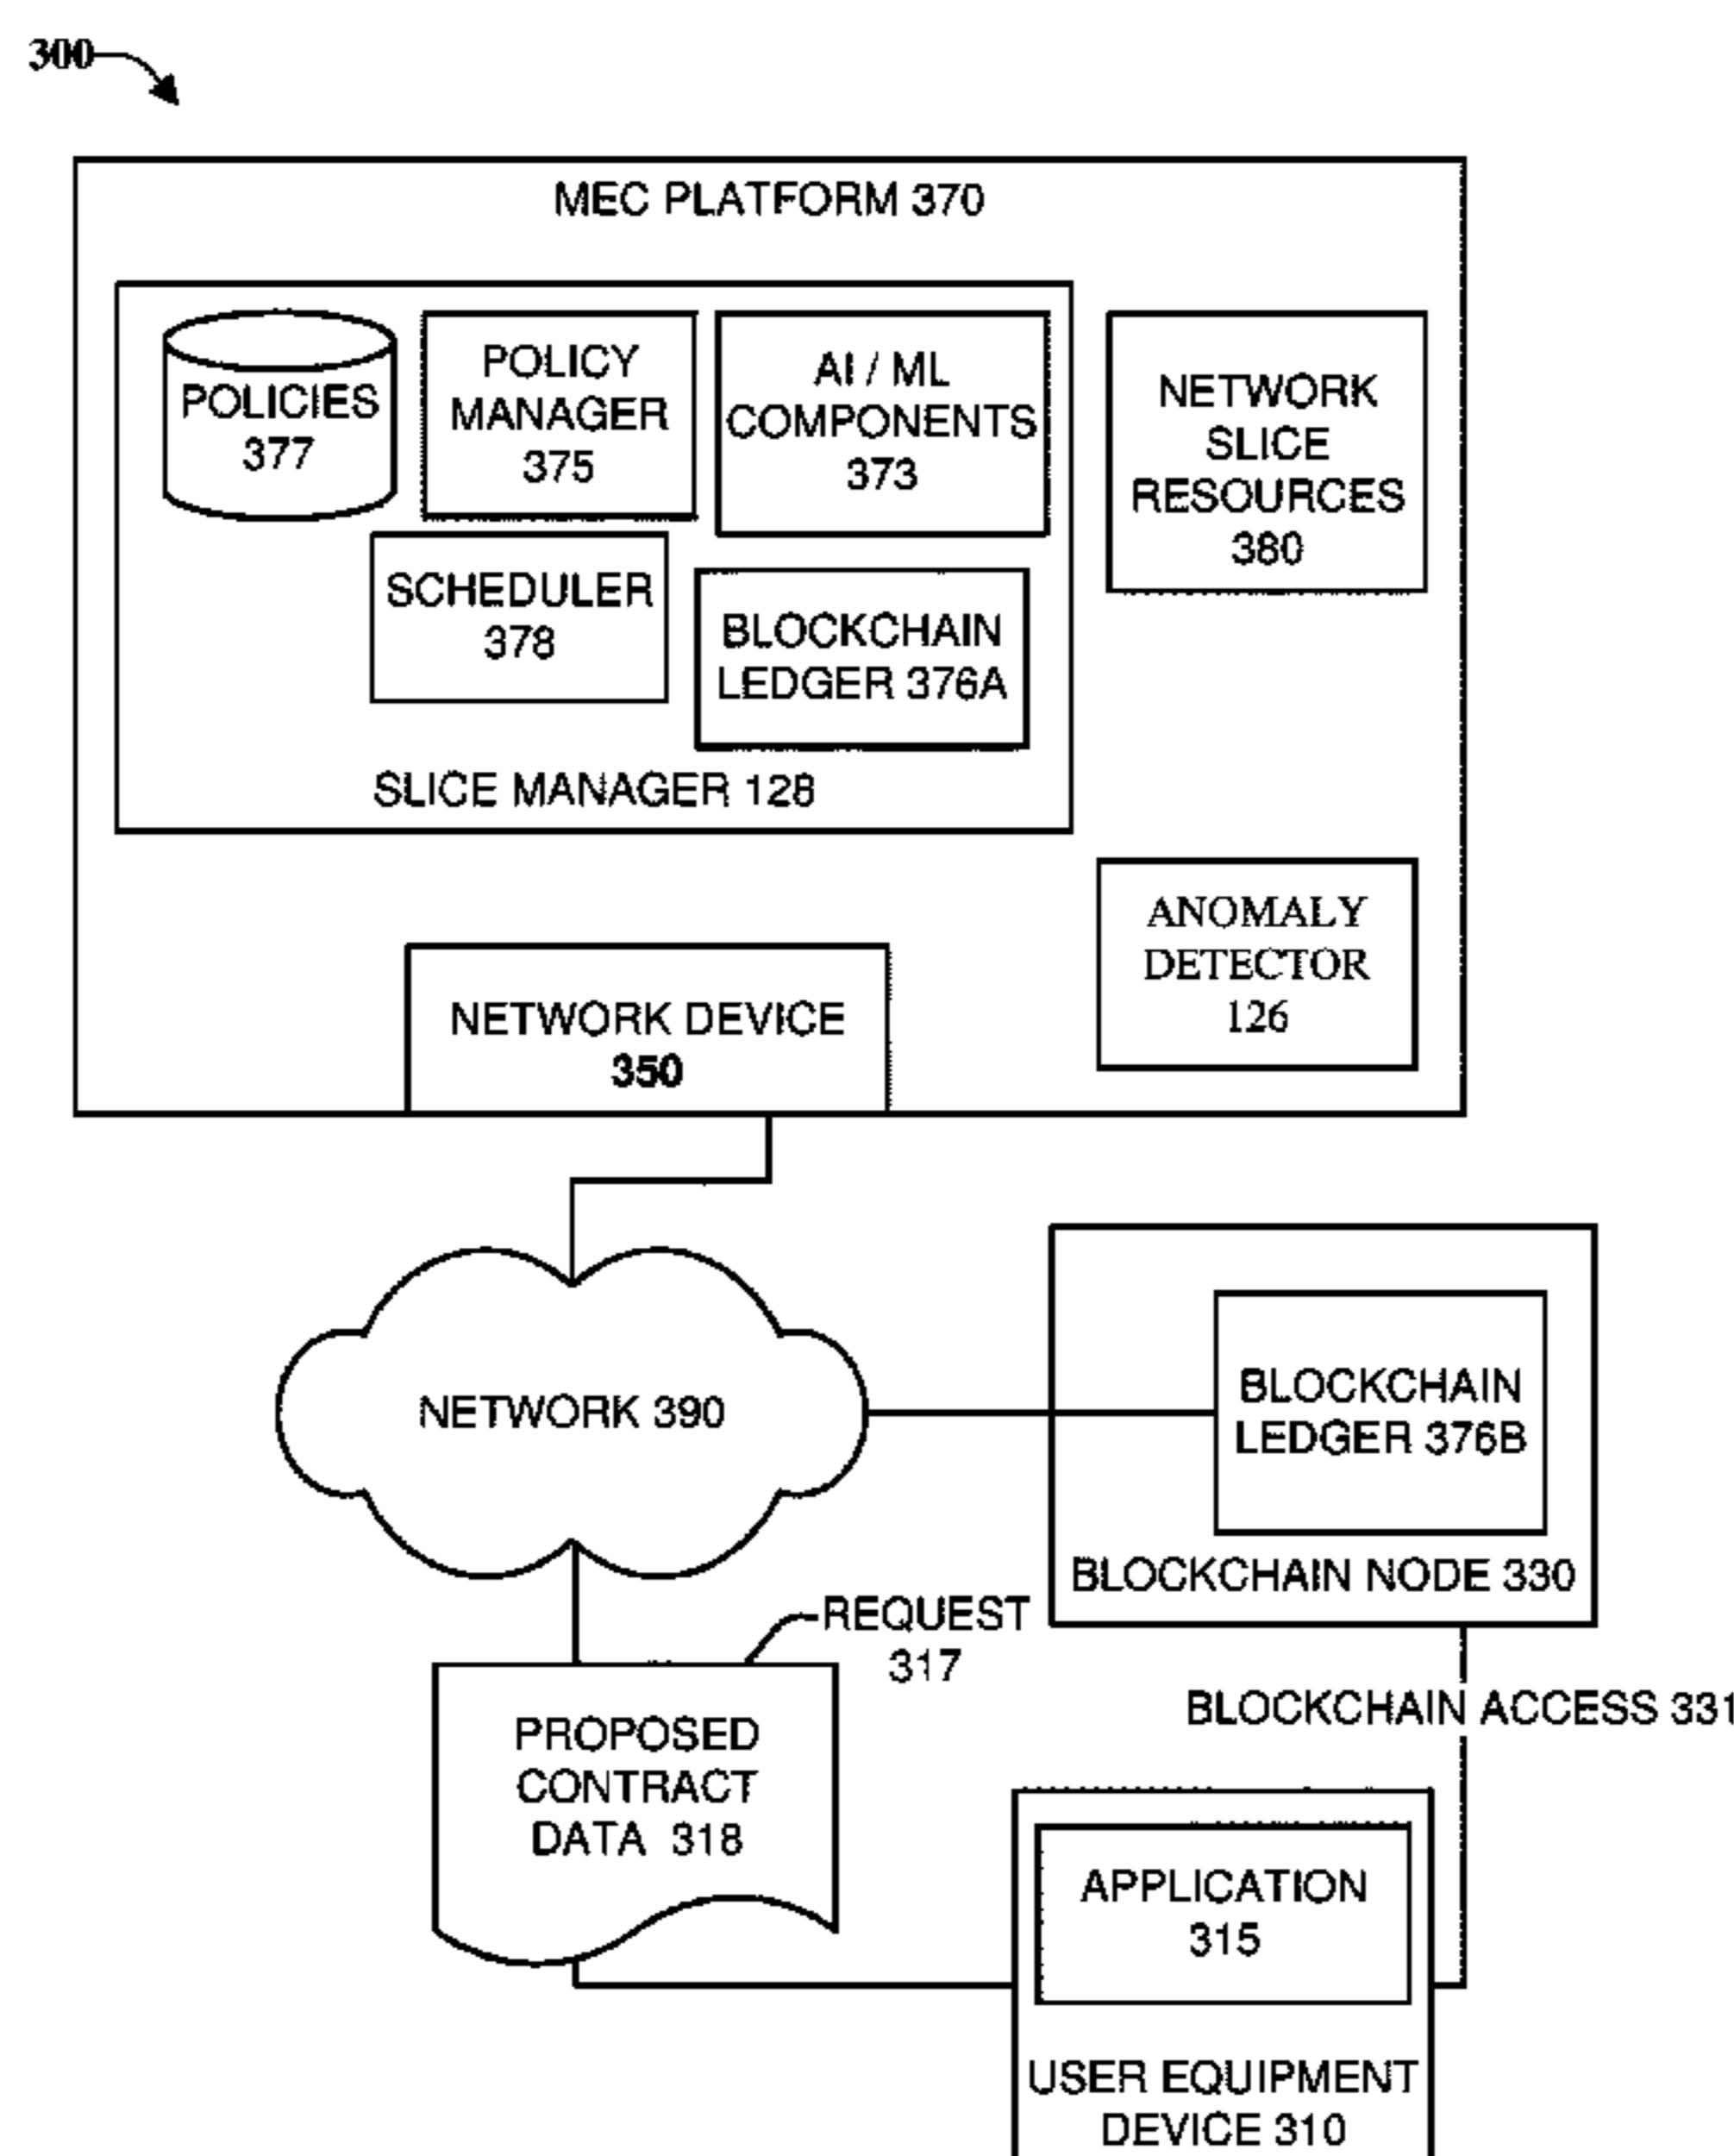 300
MEC PLATFORM 370
POLICIES
377
POLICY
MANAGER
375
AI / ML
COMPONENTS
373
NETWORK
SLICE
RESOURCES
380
SCHEDULER
378
BLOCKCHAIN
LEDGER 376A
SLICE MANAGER 128
ANOMALY
DETECTOR
126
NETWORK DEVICE
350
NETWORK 390
BLOCKCHAIN
LEDGER 376B
BLOCKCHAIN NODE 330
REQUEST
317
BLOCKCHAIN ACCESS 331
PROPOSED
CONTRACT
DATA 318
APPLICATION
315
USER EQUIPMENT
DEVICE 310